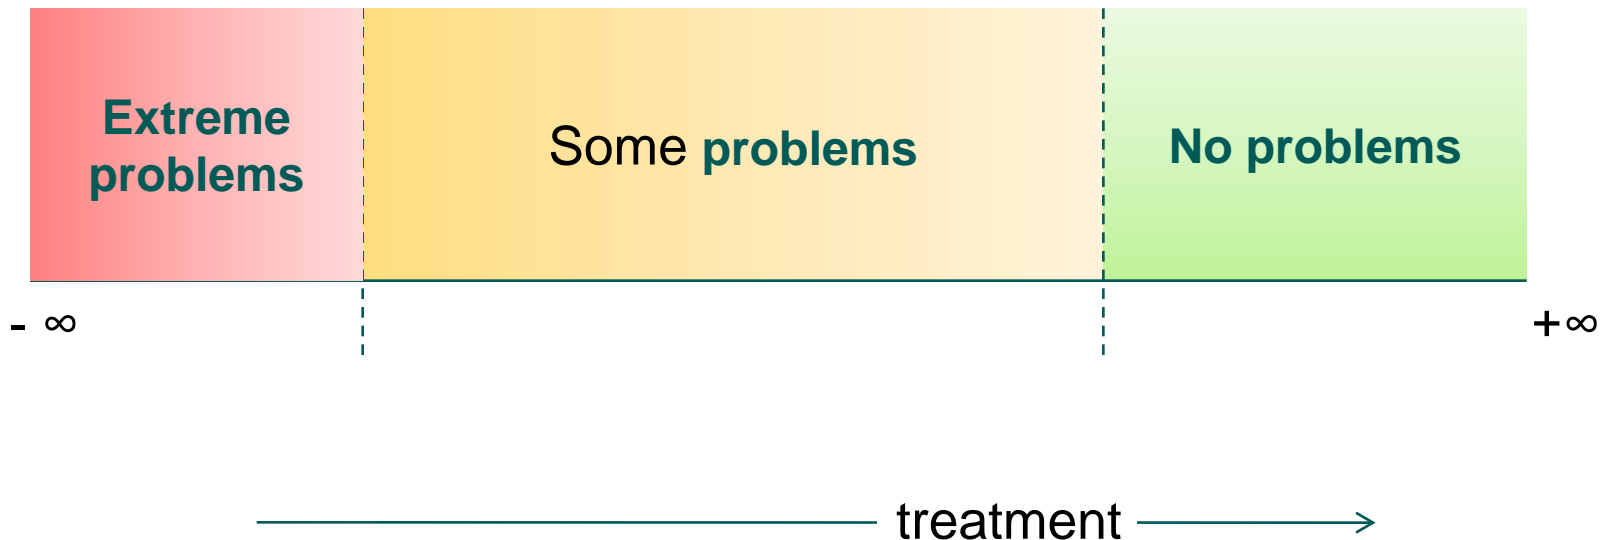 Extreme
problems
Some problems
No problems
- ∞
+∞
treatment